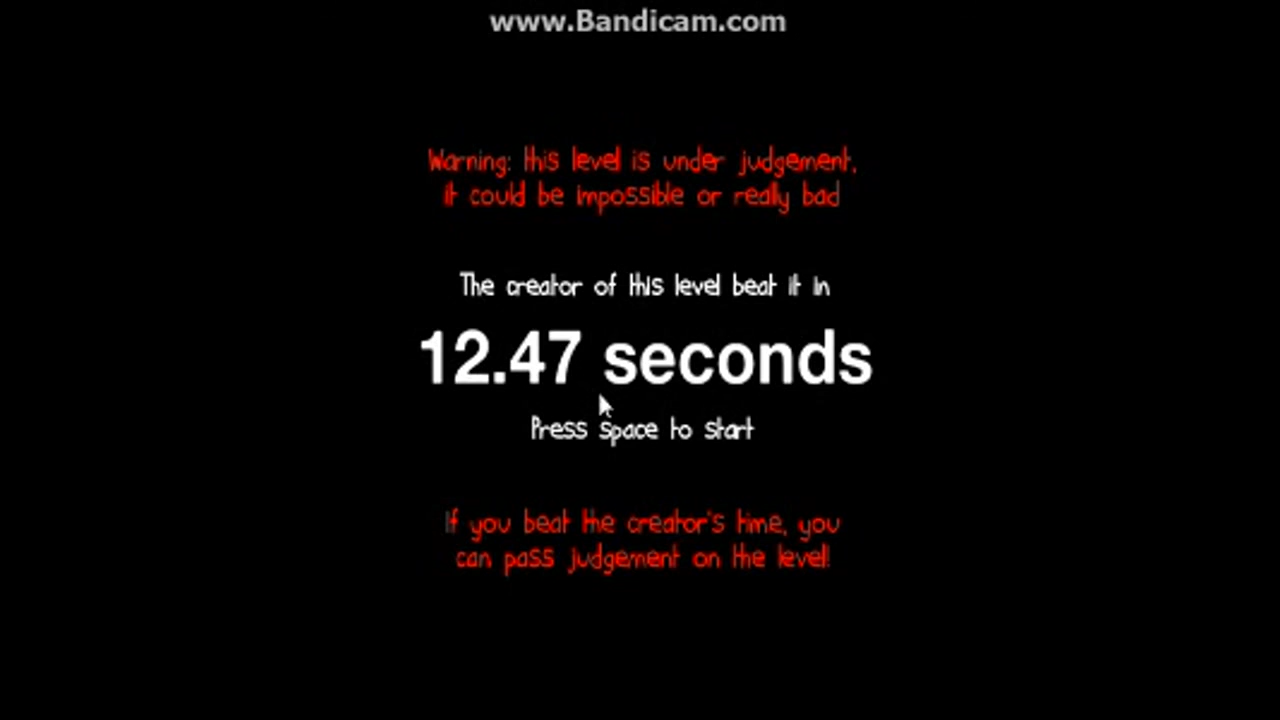 www.Bandicam.com
Warning: this level is under judgement,
it could be impossible or really bad
The creator of this level beat it in
12.47 seconds
Press space to start
If you beat the creator's time, you
can pass judgement on the level!